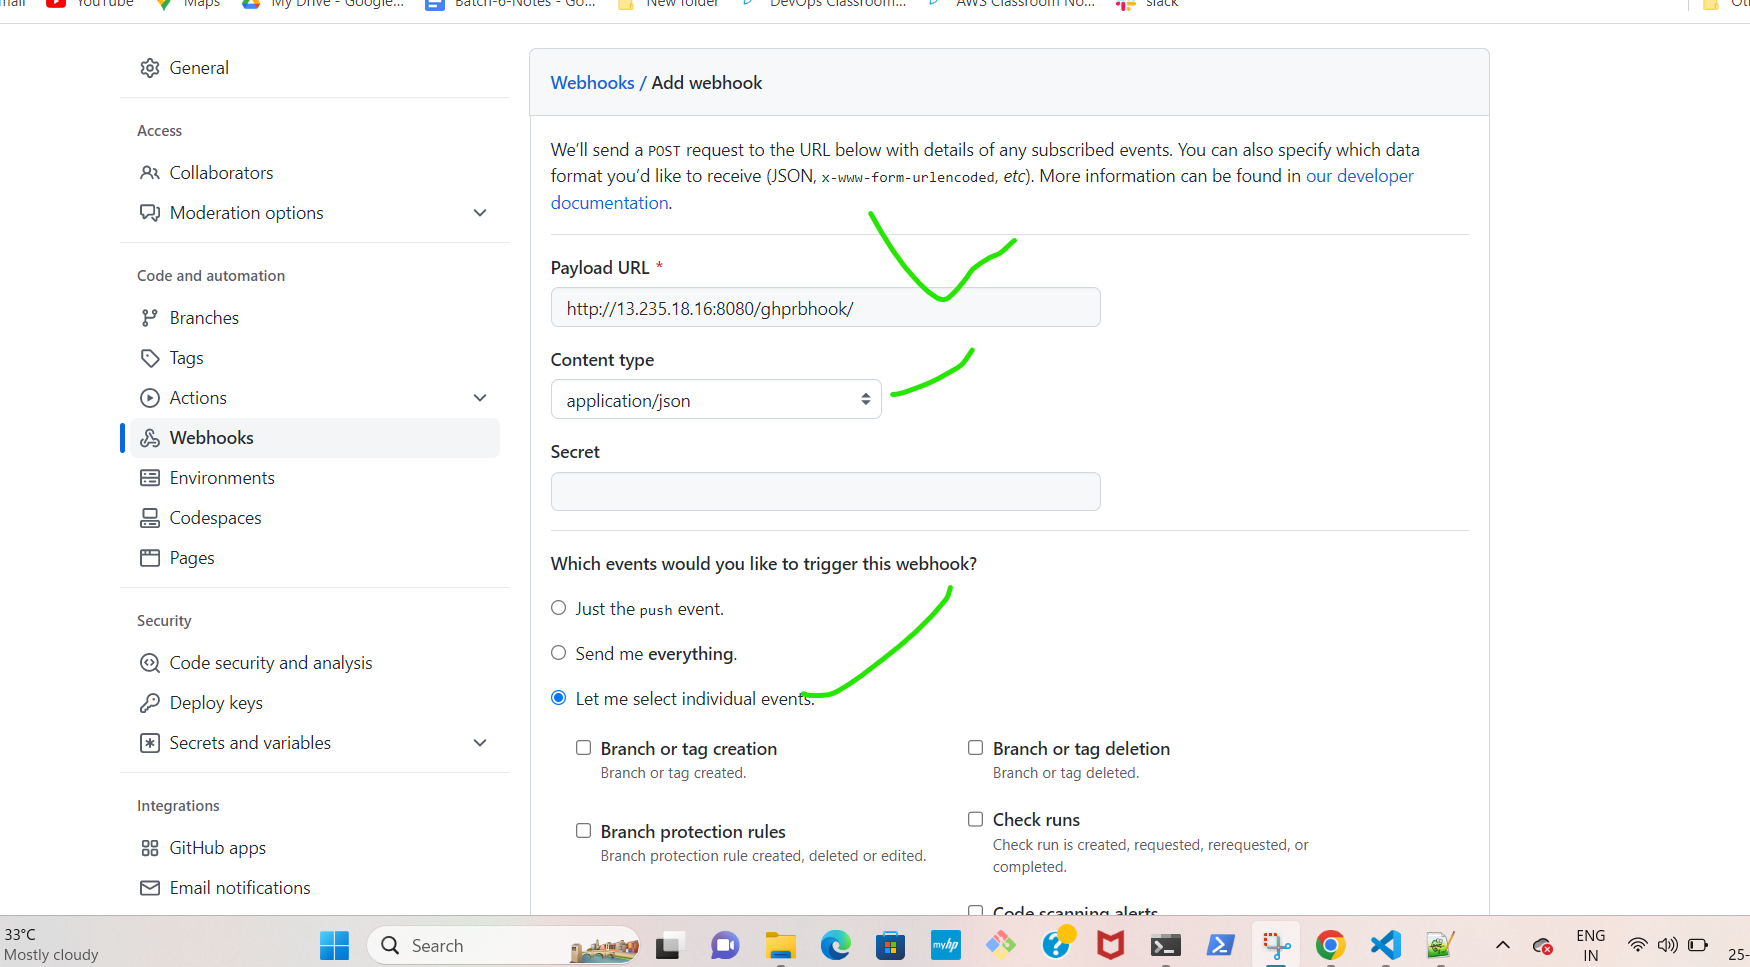 YouTube
Maps
My Drive - Google...
Batch-6-Notes - Go...
New folder
DevOps Classroom...
AWS Classroom No...
slack
General
Access
Collaborators
Moderation options
Code and automation
Branches
Tags
Actions
Webhooks
Environments
Codespaces
Pages
Security
Code security and analysis
Deploy keys
Secrets and variables
Integrations
GitHub apps
Email notifications
Webhooks / Add webhook
We'll send a POST request to the URL below with details of any subscribed events. You can also specify which data
format you'd like to receive (JSON, x-www-form-urlencoded, etc). More information can be found in our developer
documentation.
Payload URL *
http://13.235.18.16:8080/ghprbhook/
Content type
application/json
Secret
Which events would you like to trigger this webhook?
Just the push event.
Send me everything.
Let me select individual events.
Branch or tag creation
Branch or tag created.
Branch or tag deletion
Branch or tag deleted.
Branch protection rules
Branch protection rule created, deleted or edited.
Check runs
Check run is created, requested, rerequested, or
completed.
Code scanning alerts
33°C
Mostly cloudy
Search
myhp
ENG
IN
25-